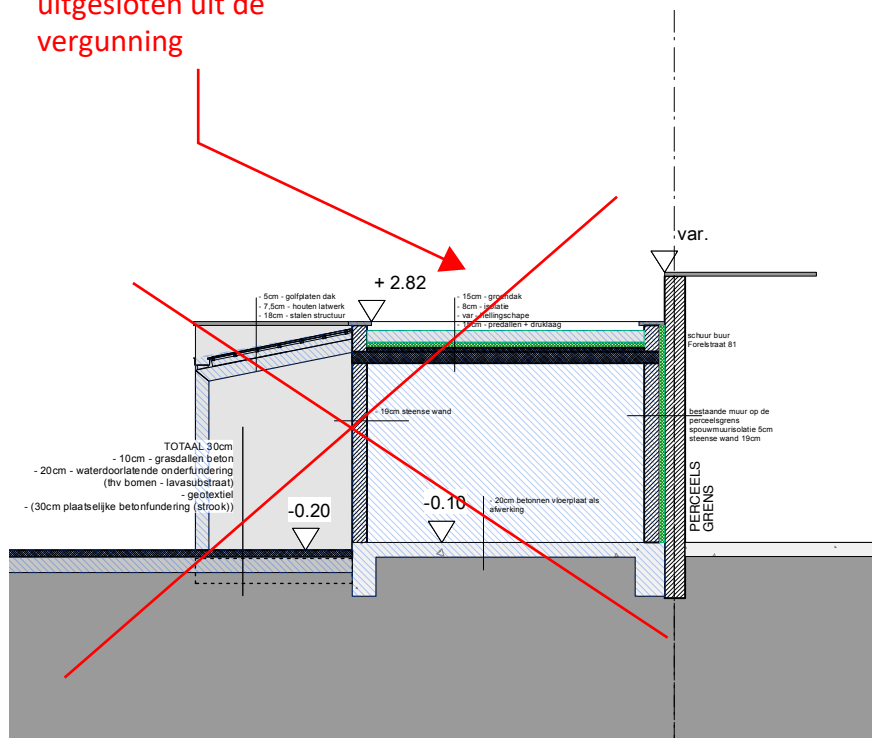 uitgesloten uit de
vergunning
var.
+ 2.82
- 5cm - golfplaten dak
- 7,5cm - houten latwerk
- 18cm - stalen structuur
- 15cm - groendak
- 8cm - isolatie
- var - hellingschape
- 15cm - predallen + druklaag
schuur buur
Forelstraat 81
- 19cm steense wand
bestaande muur op de
perceelsgrens
spouwmuurisolatie 5cm
steense wand 19cm
TOTAAL 30cm
- 10cm - grasdallen beton
- 20cm - waterdoorlatende onderfundering
(thv bomen - lavasubstraat)
- geotextiel
- (30cm plaatselijke betonfundering (strook))
-0.20
-0.10
- 20cm betonnen vloerplaat als
afwerking
PERCEELS
GRENS